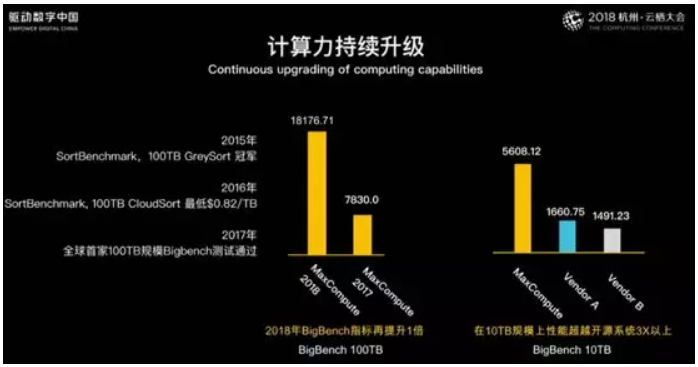 驱动数字中国
EMPOWER DIGITAL CHINA
2018 杭州·云栖大会
THE COMPUTING CONFERENCE
计算力持续升级
Continuous upgrading of computing capabilities
2015年
SortBenchmark，100TB GreySort 冠军
2016年
SortBenchmark, 100TB CloudSort 最低$0.82/TB
2017年
全球首家100TB规模Bigbench测试通过
18176.71
7830.0
MaxCompute
2018
MaxCompute
2017
2018年BigBench指标再提升1倍
BigBench 100TB
5608.12
1660.75
1491.23
MaxCompute
Vendor A
Vendor B
在10TB规模上性能超越开源系统3X以上
BigBench 10TB